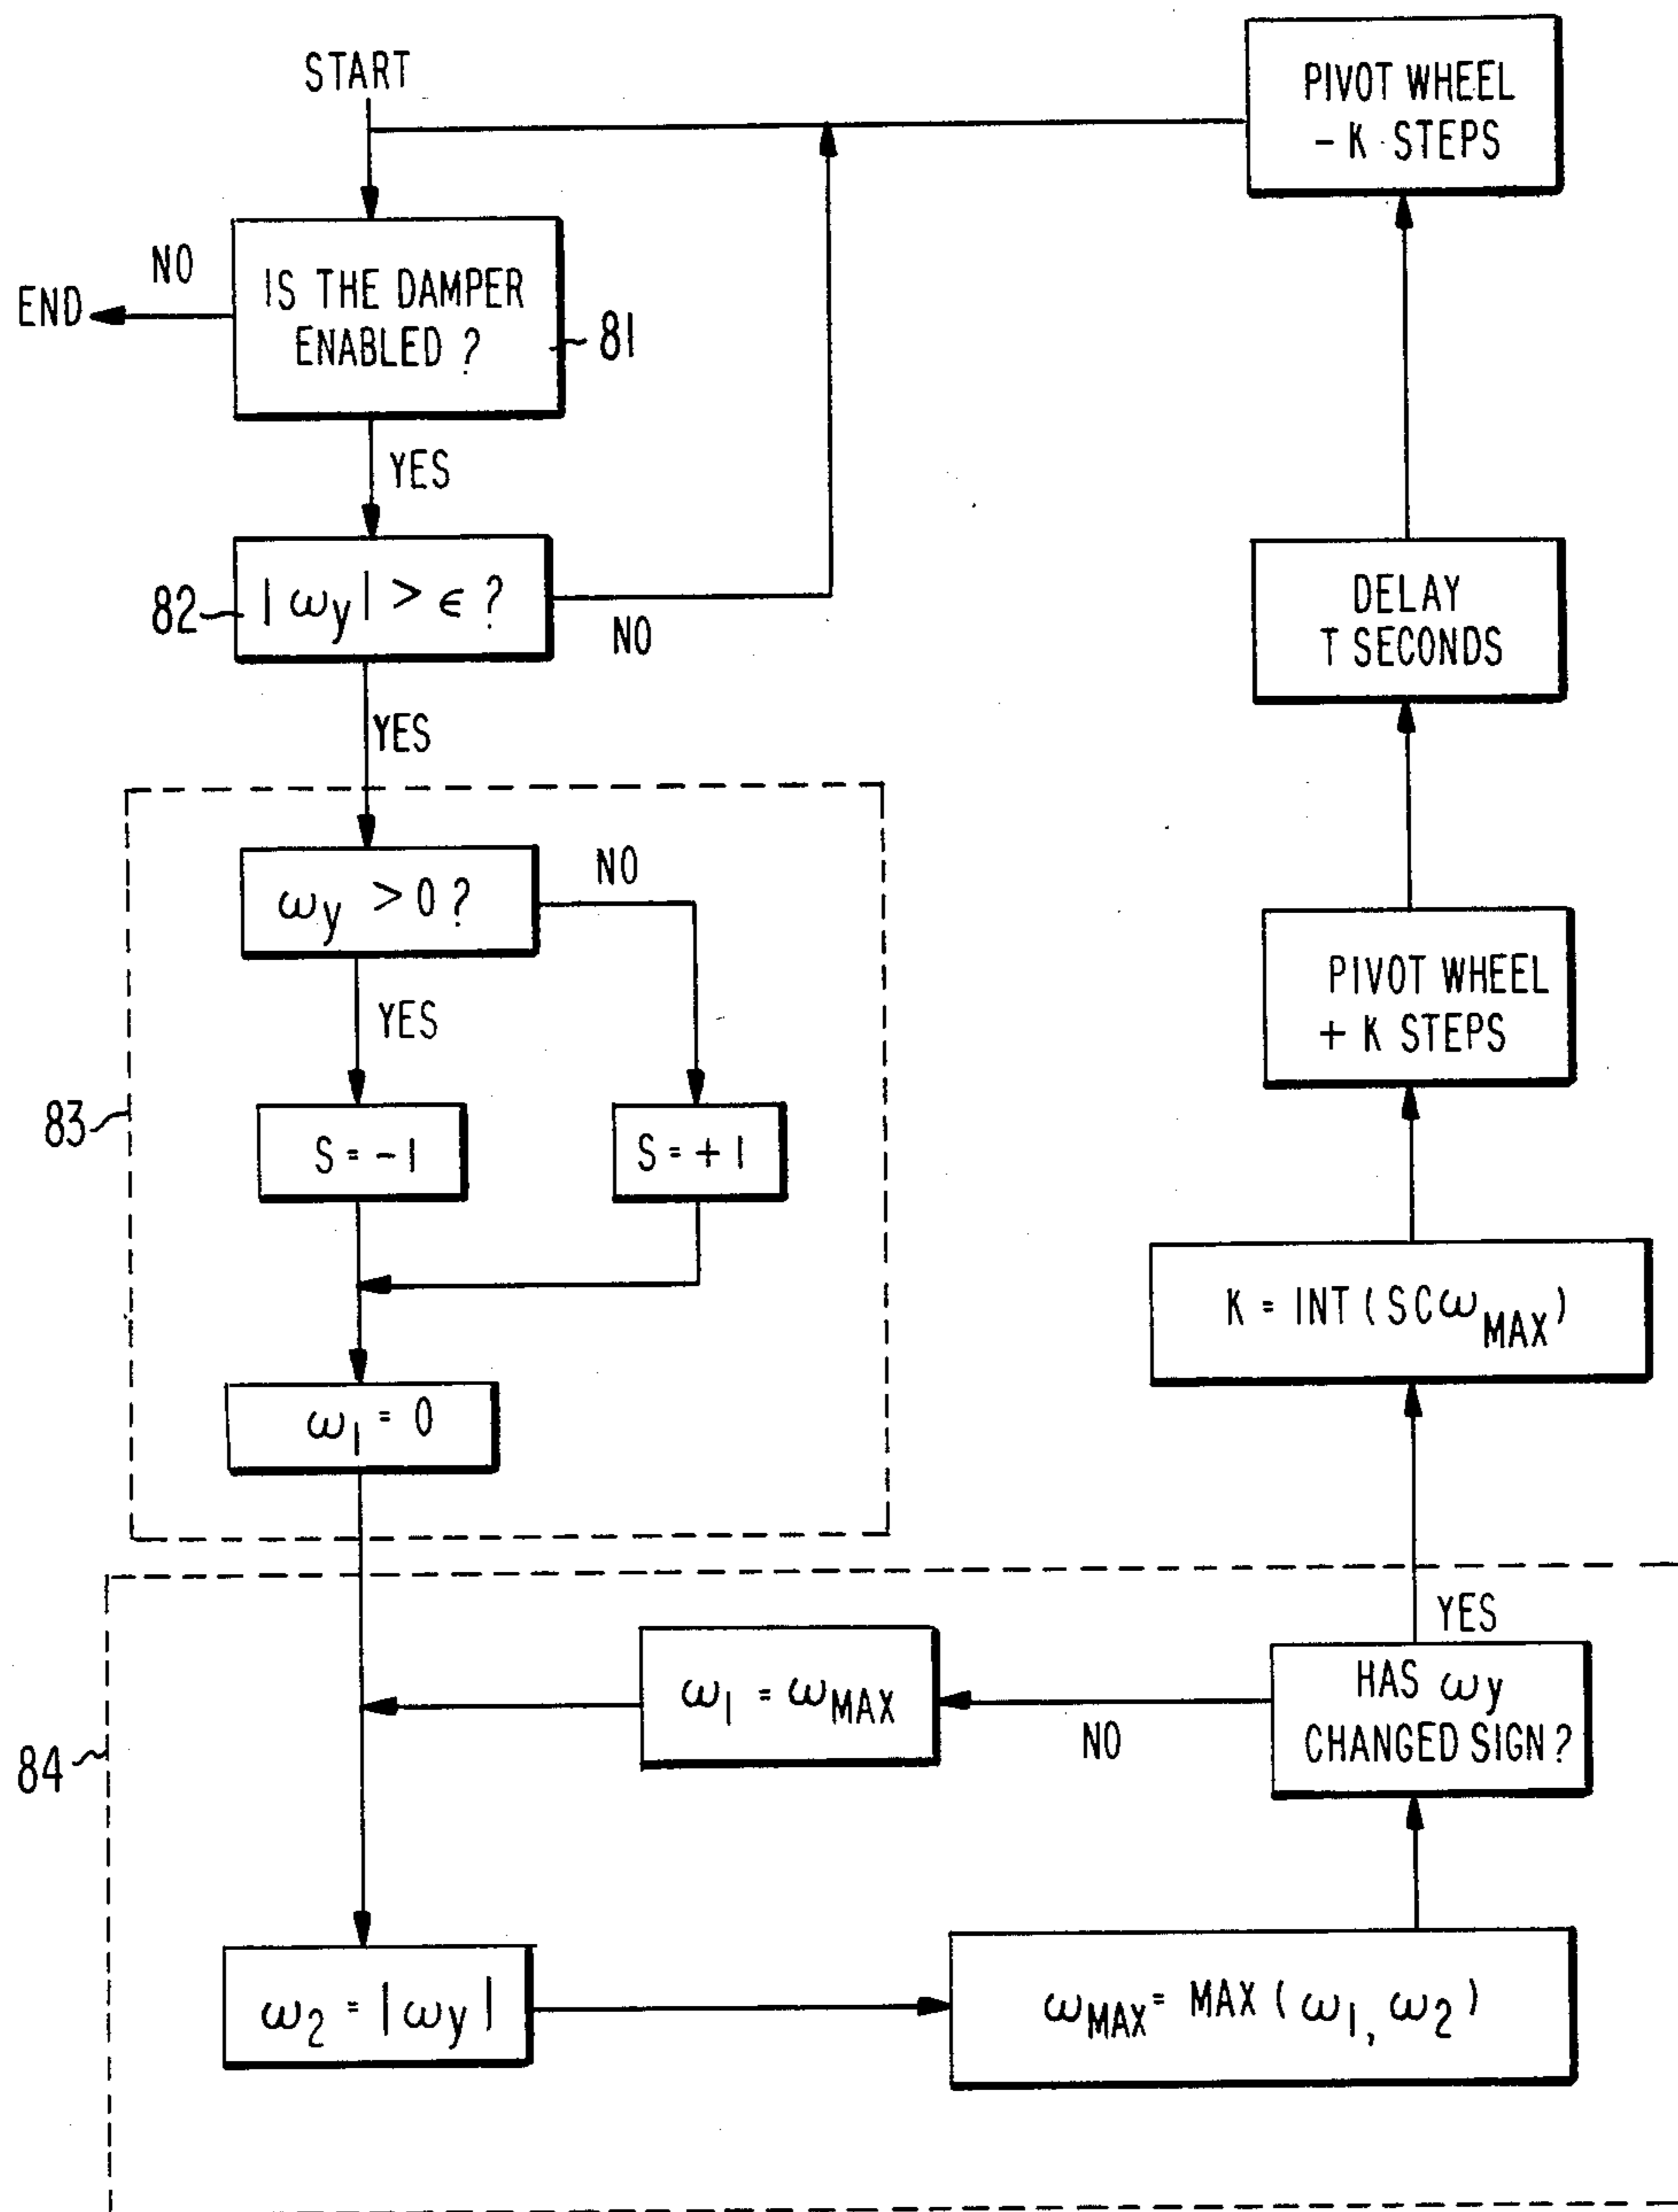 START
PIVOT WHEEL
- K STEPS
NO
END
IS THE DAMPER
ENABLED ?
81
YES
82
|ωy| > ϵ ?
NO
DELAY
T SECONDS
YES
ωy > 0 ?
NO
PIVOT WHEEL
+ K STEPS
YES
83
S = -1
S = +1
K = INT ( SCωMAX )
ω1 = 0
YES
ω1 = ωMAX
NO
HAS ωy
CHANGED SIGN ?
84
ω2 = |ωy|
ωMAX = MAX ( ω1, ω2 )